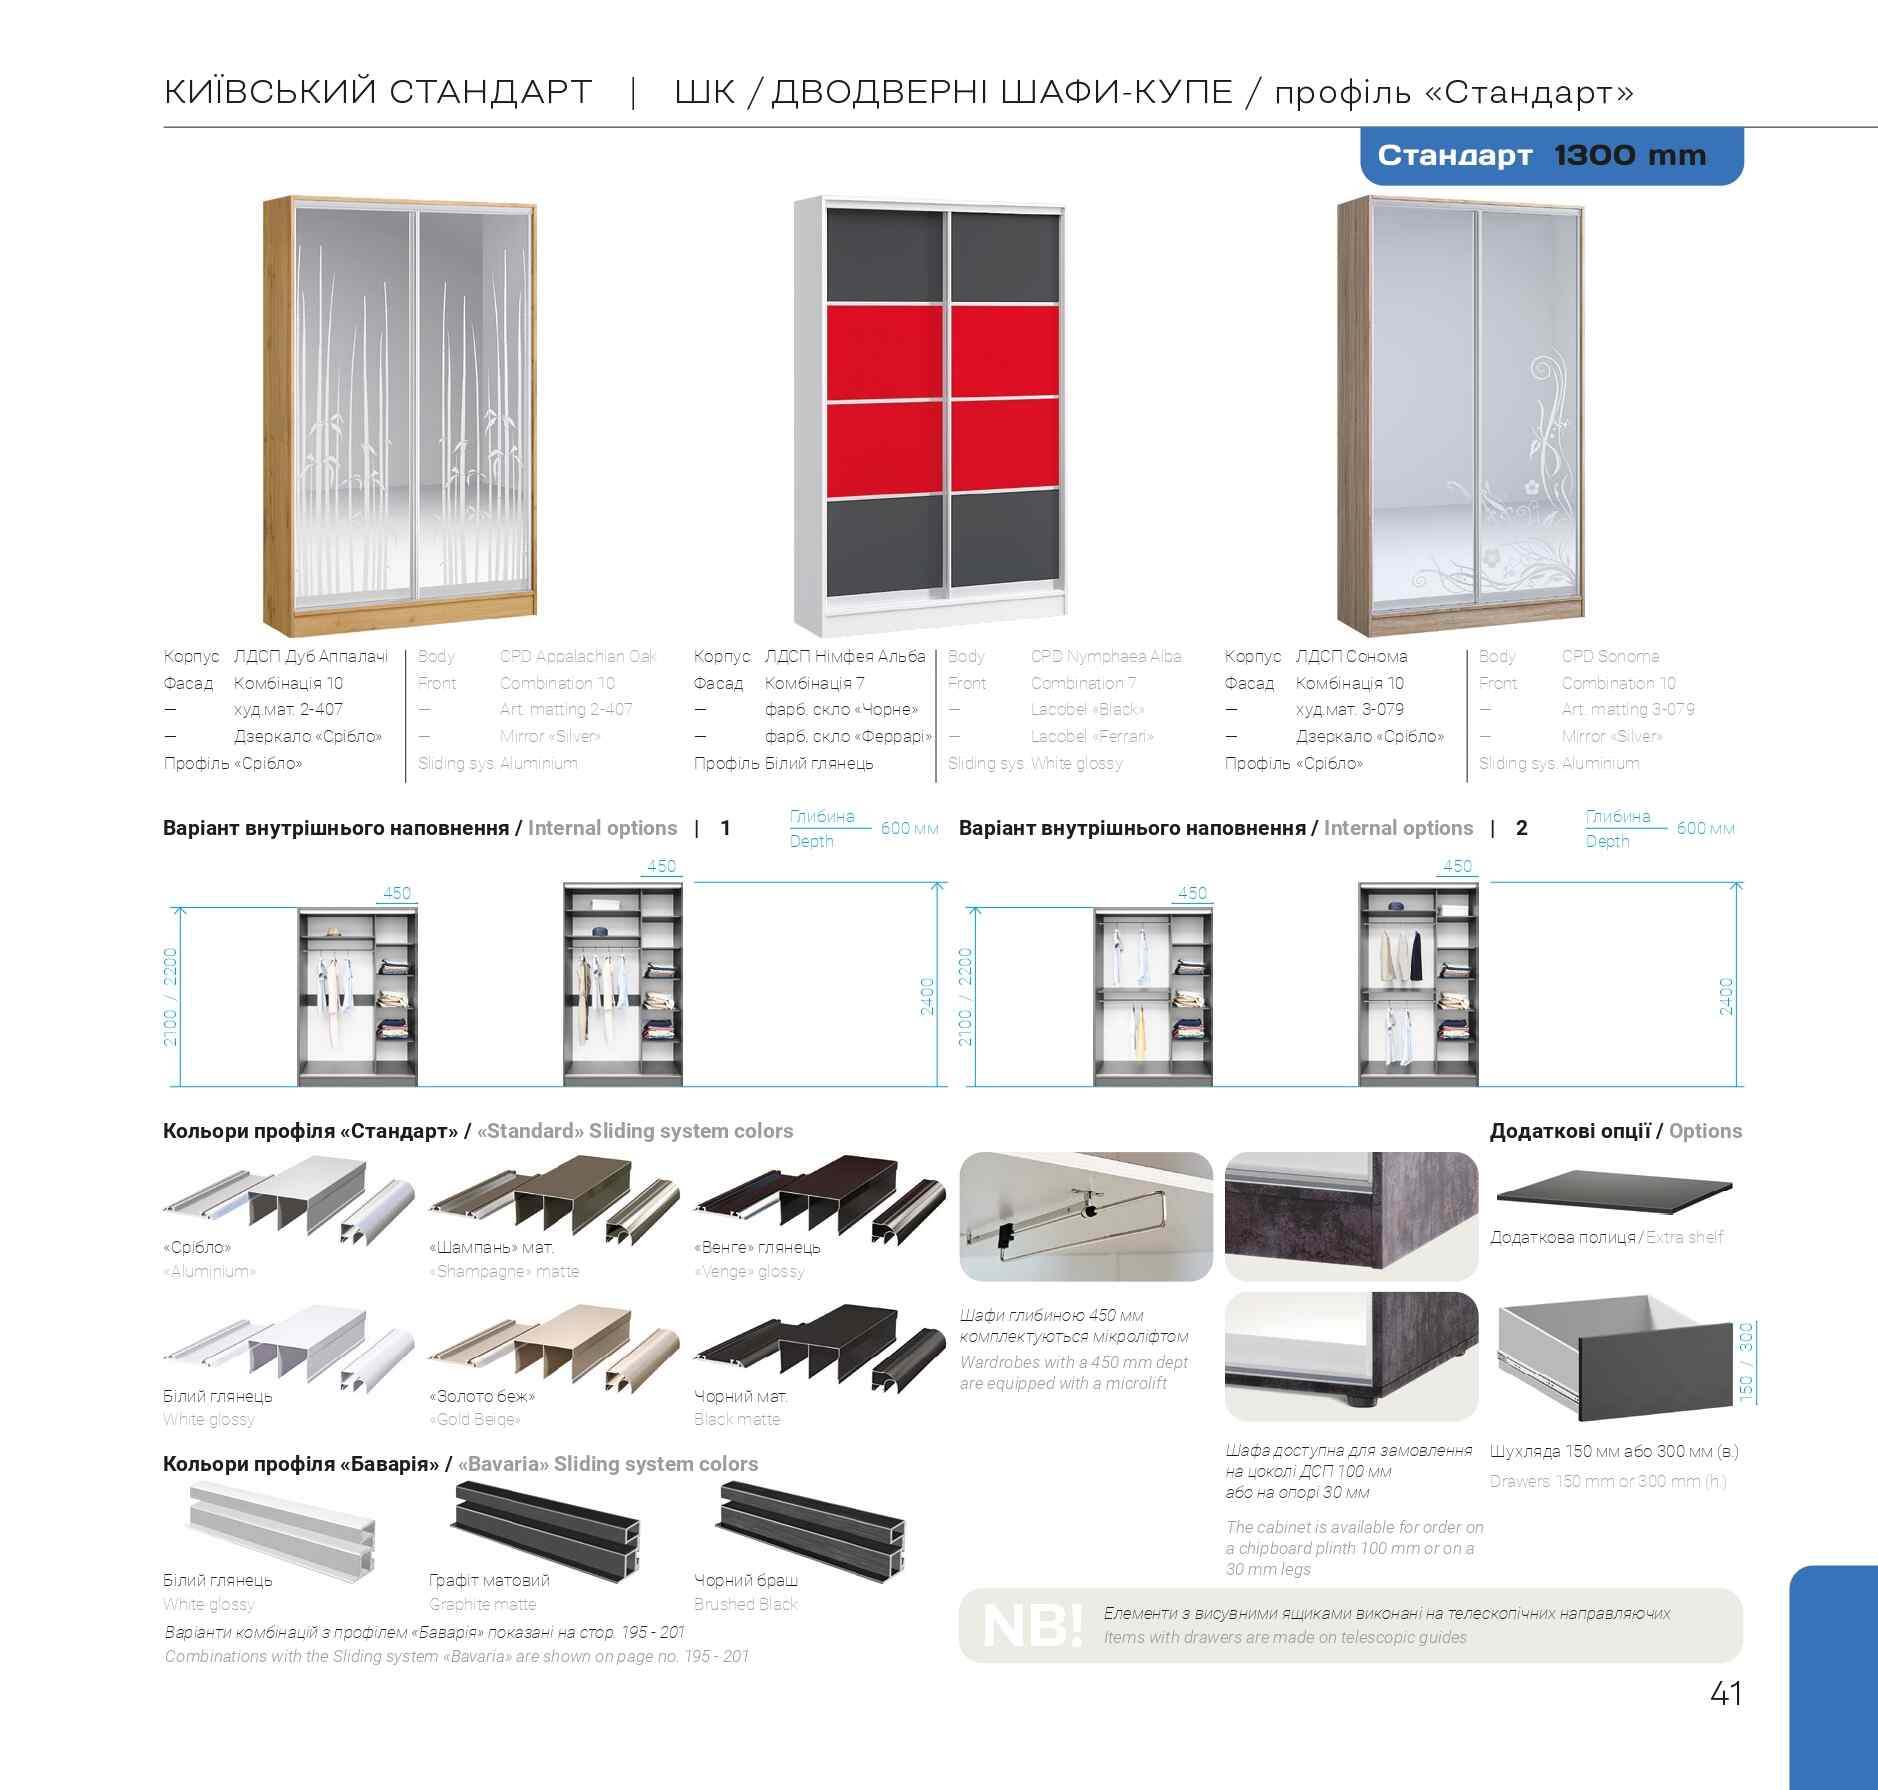 КИЇВСЬКИЙ СТАНДАРТ | ШК / ДВОДВЕРНІ ШАФИ-КУПЕ / профіль «Стандарт»
Стандарт 1300 mm
Корпус ЛДСП Дуб Аппалачі
Фасад Комбінація 10
— худ.мат. 2-407
— Дзеркало «Срібло»
Профіль «Срібло»
Body CPD Appalachian Oak
Front Combination 10
— Art. matting 2-407
— Mirror «Silver»
Sliding sys. Aluminium
Корпус ЛДСП Німфея Альба
Фасад Комбінація 7
— фарб. скло «Чорне»
— фарб. скло «Феррарі»
Профіль Білий глянець
Body CPD Nymphaea Alba
Front Combination 7
— Lacobel «Black»
— Lacobel «Ferrari»
Sliding sys. White glossy
Корпус ЛДСП Сонома
Фасад Комбінація 10
— худ.мат. 3-079
— Дзеркало «Срібло»
Профіль «Срібло»
Body CPD Sonoma
Front Combination 10
— Art. matting 3-079
— Mirror «Silver»
Sliding sys. Aluminium
Варіант внутрішнього наповнення / Internal options | 1
Глибина
Depth
600 мм
450
450
2100 / 2200
2400
Варіант внутрішнього наповнення / Internal options | 2
Глибина
Depth
600 мм
450
450
2100 / 2200
2400
Кольори профіля «Стандарт» / «Standard» Sliding system colors
«Срібло»
«Aluminium»
«Шампань» мат.
«Shampagne» matte
«Венге» глянець
«Venge» glossy
Білий глянець
White glossy
«Золото беж»
«Gold Beige»
Чорний мат.
Black matte
Кольори профіля «Баварія» / «Bavaria» Sliding system colors
Білий глянець
White glossy
Графіт матовий
Graphite matte
Чорний браш
Brushed Black
Варіанти комбінацій з профілем «Баварія» показані на стор. 195 - 201
Combinations with the Sliding system «Bavaria» are shown on page no. 195 - 201
Шафи глибиною 450 мм
комплектуються мікроліфтом
Wardrobes with a 450 mm dept
are equipped with a microlift
Шафа доступна для замовлення
на цоколі ДСП 100 мм
або на опорі 30 мм
The cabinet is available for order on
a chipboard plinth 100 mm or on a
30 mm legs
Додаткові опції / Options
Додаткова полиця / Extra shelf
150 / 300
Шухляда 150 мм або 300 мм (в.)
Drawers 150 mm or 300 mm (h.)
NB!
Елементи з висувними ящиками виконані на телескопічних направляючих
Items with drawers are made on telescopic guides
41